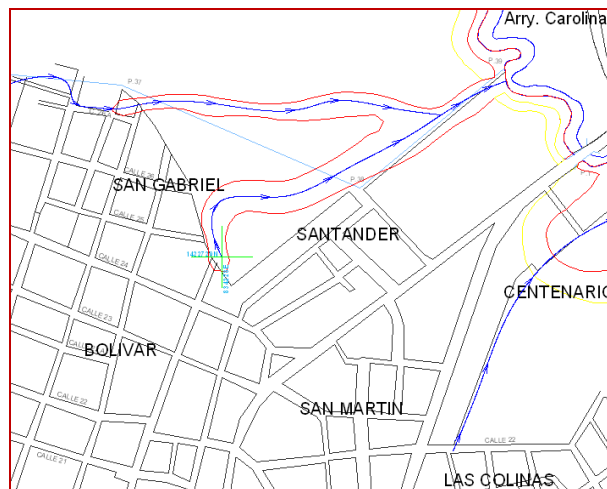 Arry. Carolina
P. 39
P. 37
CALLE 26
SAN GABRIEL
P. 38
CALLE 25
SANTANDER
CALLE 24
CENTENARIO
CALLE 23
BOLIVAR
SAN MARTIN
CALLE 22
CALLE 22
CALLE 21
LAS COLINAS